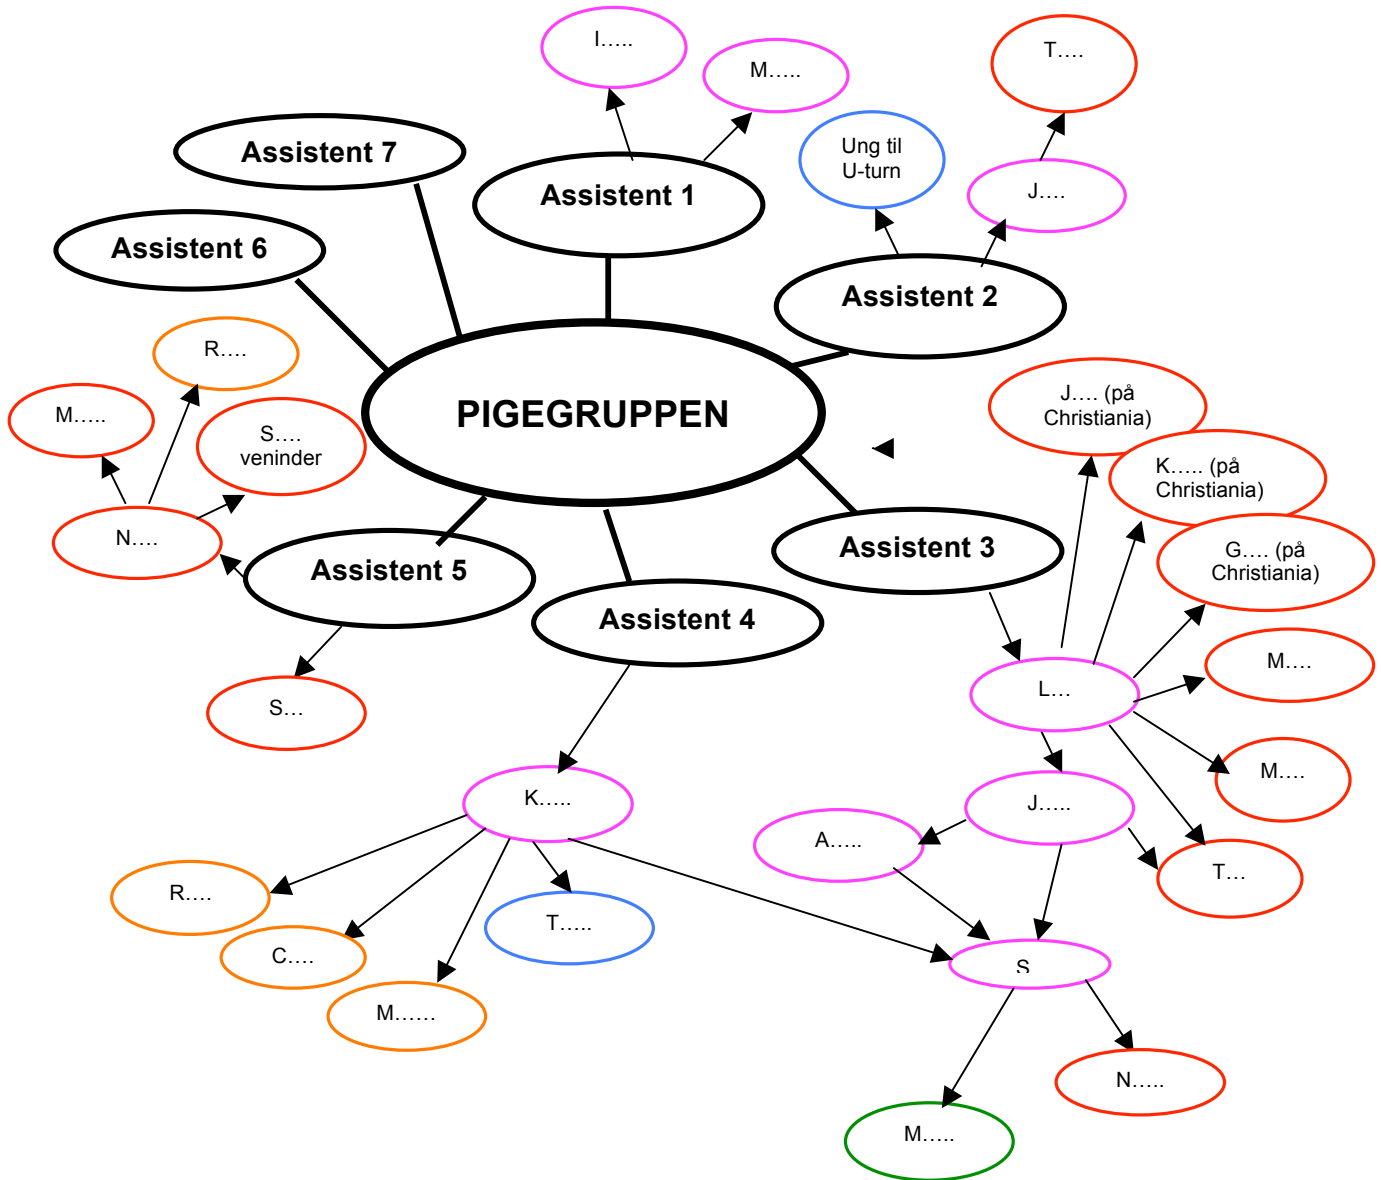 I…..
M…..
T….
Ung til
U-turn
J….
Assistent 7
Assistent 1
Assistent 6
Assistent 2
R….
M…..
S….
veninder
PIGEGRUPPEN
J…. (på
Christiania)
K….. (på
Christiania)
G…. (på
Christiania)
N….
Assistent 5
Assistent 4
Assistent 3
S…
L…
M….
M….
K…..
J…..
A…..
T…
R….
C….
M……
T…..
S
N…..
M…..